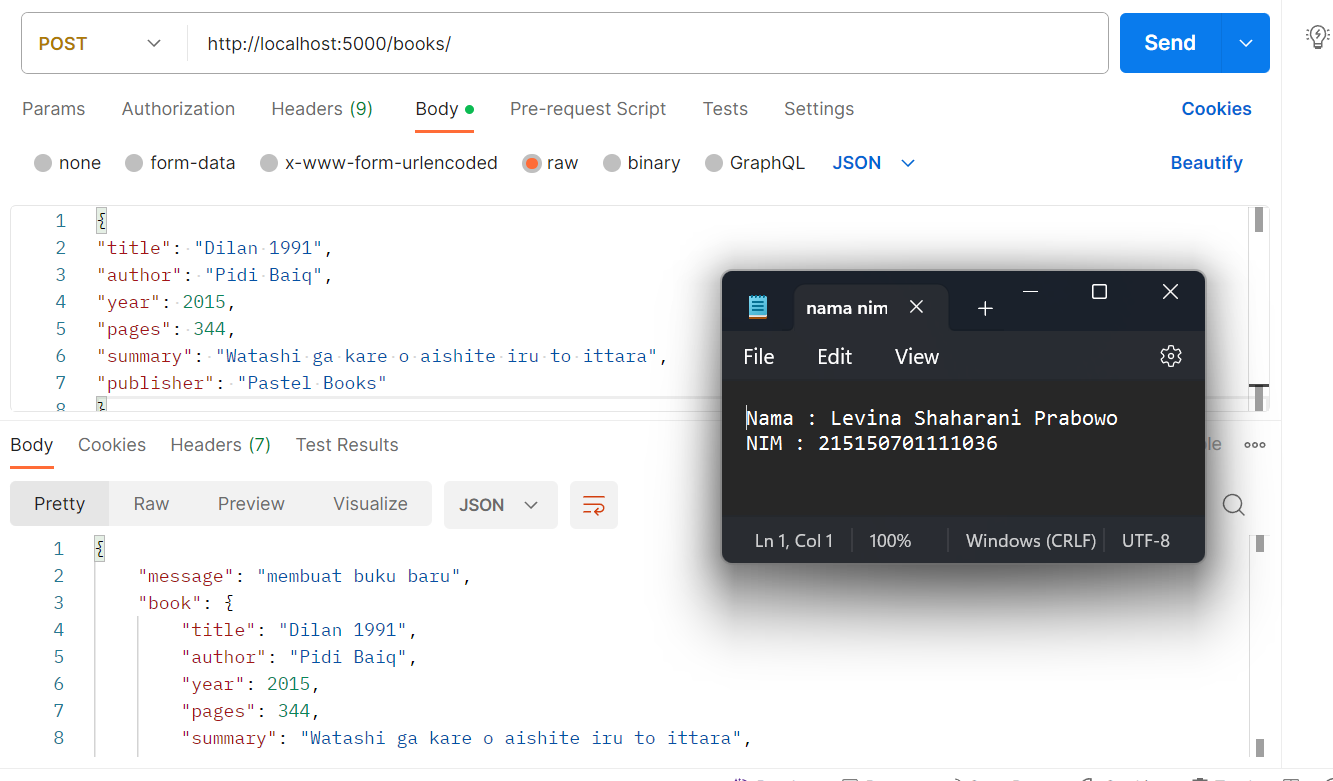 POST http://localhost:5000/books/ Send
Params Authorization Headers (9) Body Pre-request Script Tests Settings Cookies
none form-data x-www-form-urlencoded raw binary GraphQL JSON Beautify
1 {
2 "title": "Dilan 1991",
3 "author": "Pidi Baiq",
4 "year": 2015,
5 "pages": 344,
6 "summary": "Watashi ga kare o aishite iru to ittara",
7 "publisher": "Pastel Books"
8 }
nama nim
File Edit View
Nama : Levina Shaharani Prabowo
NIM : 215150701111036
Ln 1, Col 1 100% Windows (CRLF) UTF-8
Body Cookies Headers (7) Test Results
Pretty Raw Preview Visualize JSON
1 {
2 "message": "membuat buku baru",
3 "book": {
4 "title": "Dilan 1991",
5 "author": "Pidi Baiq",
6 "year": 2015,
7 "pages": 344,
8 "summary": "Watashi ga kare o aishite iru to ittara",